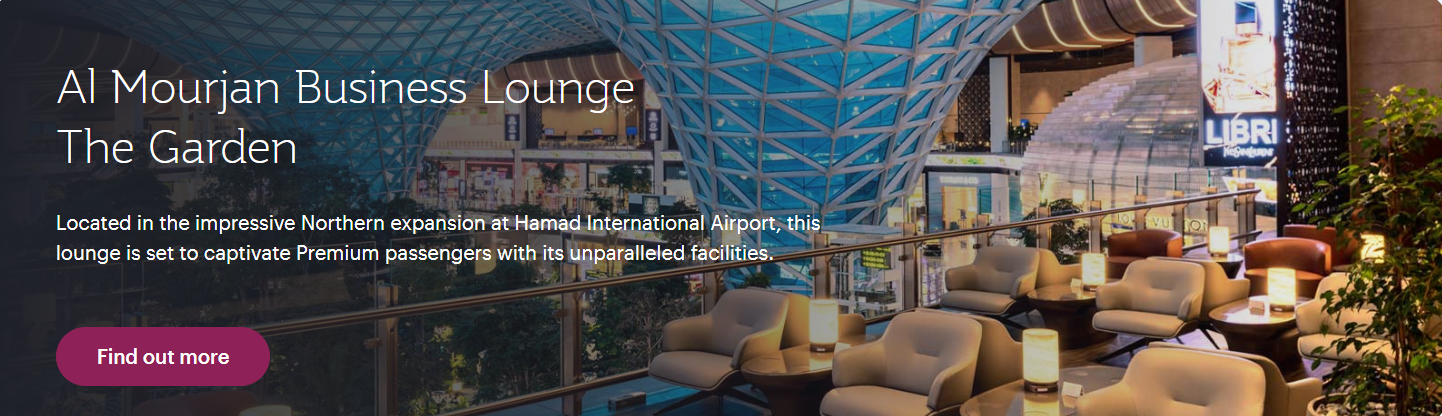 Al Mourjan Business Lounge
The Garden
Located in the impressive Northern expansion at Hamad International Airport, this
lounge is set to captivate Premium passengers with its unparalleled facilities.
Find out more
LIBRE